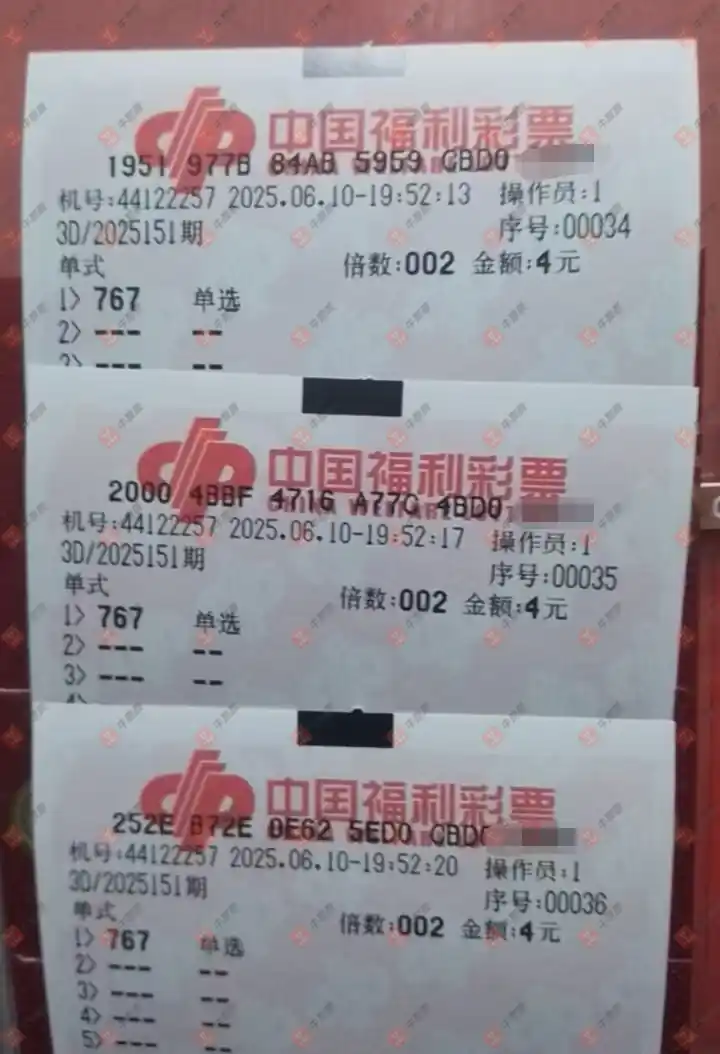 中国福利彩票
1951 977B 84AB 5959 CBD0
机号:44122257 2025.06.10-19:52:13 操作员:1
3D/2025151期 序号:00034
单式 倍数:002 金额:4元
1> 767 单选
2> --- --
3> --- --
中国福利彩票
2000 4BBF 4716 A77C 4BD0
机号:44122257 2025.06.10-19:52:17 操作员:1
3D/2025151期 序号:00035
单式 倍数:002 金额:4元
1> 767 单选
2> --- --
3> --- --
中国福利彩票
252E B72E 0E62 5ED0 CBD
机号:44122257 2025.06.10-19:52:20 操作员:1
3D/2025151期 序号:00036
单式 倍数:002 金额:4元
1> 767 单选
2> --- --
3> --- --
4> --- --
5> --- --